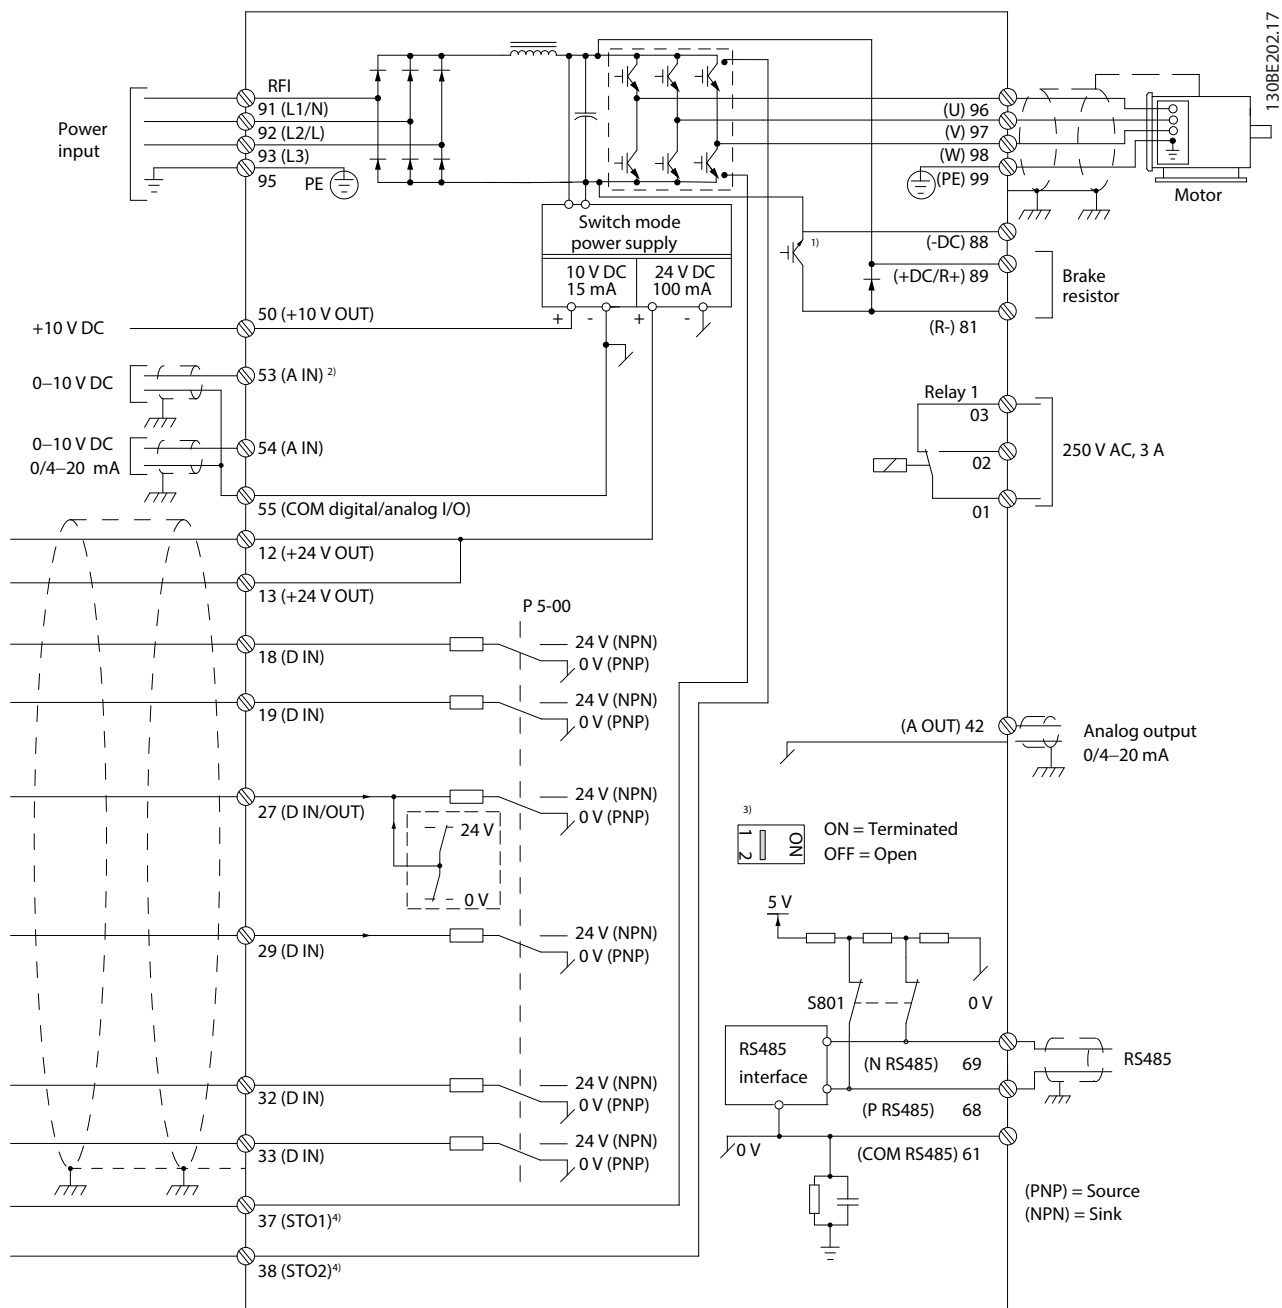 130BE202.17
RFI
Power
input
91 (L1/N)
92 (L2/L)
93 (L3)
95
PE
(U) 96
(V) 97
(W) 98
(PE) 99
Motor
Switch mode
power supply
10 V DC
15 mA
24 V DC
100 mA
+ - + -
1)
(-DC) 88
(+DC/R+) 89
(R-) 81
Brake
resistor
+10 V DC
50 (+10 V OUT)
0–10 V DC
53 (A IN) 2)
0–10 V DC
0/4–20 mA
54 (A IN)
55 (COM digital/analog I/O)
Relay 1
03
02
01
250 V AC, 3 A
12 (+24 V OUT)
13 (+24 V OUT)
P 5-00
18 (D IN)
24 V (NPN)
0 V (PNP)
19 (D IN)
24 V (NPN)
0 V (PNP)
27 (D IN/OUT)
24 V (NPN)
0 V (PNP)
24 V
0 V
29 (D IN)
24 V (NPN)
0 V (PNP)
32 (D IN)
24 V (NPN)
0 V (PNP)
33 (D IN)
24 V (NPN)
0 V (PNP)
37 (STO1)4)
38 (STO2)4)
(A OUT) 42
Analog output
0/4–20 mA
3)
1 2
ON
ON = Terminated
OFF = Open
5 V
S801
0 V
RS485
interface
(N RS485) 69
(P RS485) 68
RS485
0 V
(COM RS485) 61
(PNP) = Source
(NPN) = Sink